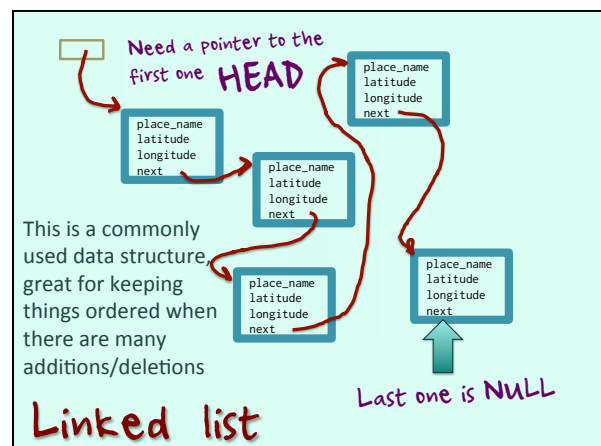 Need a pointer to the
first one HEAD
place_name
latitude
longitude
next
place_name
latitude
longitude
next
place_name
latitude
longitude
next
place_name
latitude
longitude
next
place_name
latitude
longitude
next
This is a commonly
used data structure,
great for keeping
things ordered when
there are many
additions/deletions
Last one is NULL
Linked list